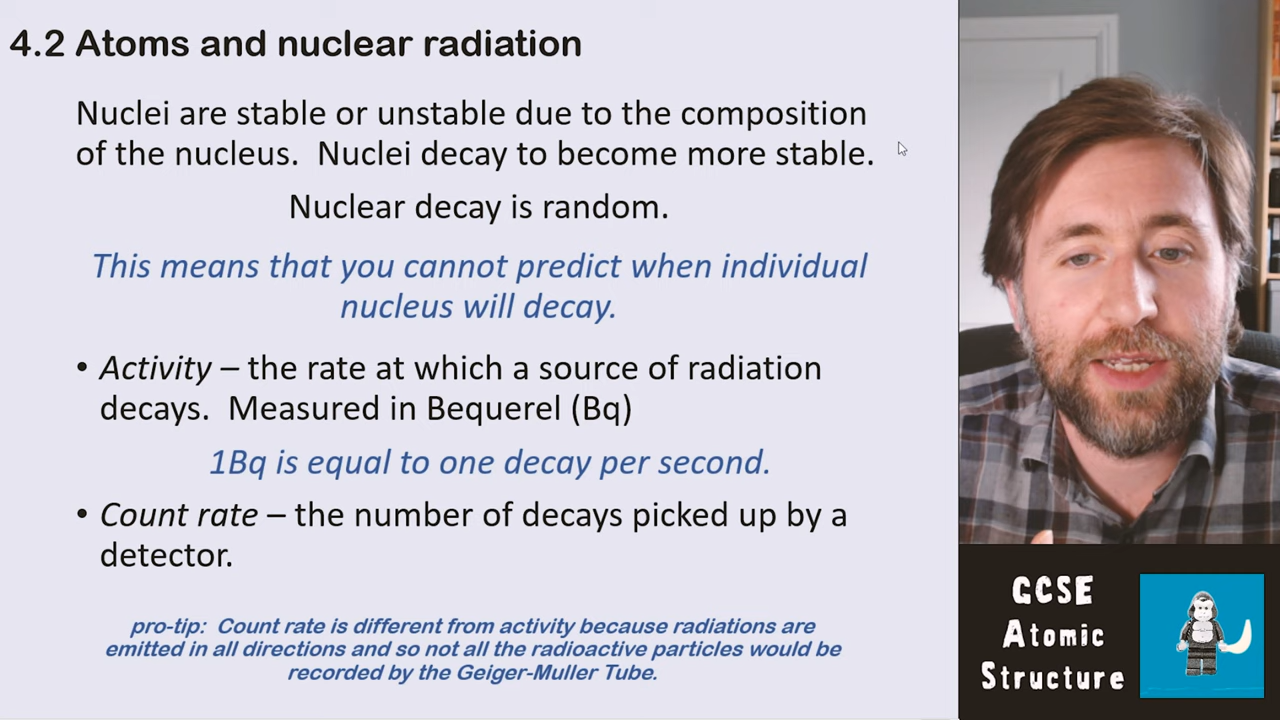 4.2 Atoms and nuclear radiation
Nuclei are stable or unstable due to the composition
of the nucleus.  Nuclei decay to become more stable.
Nuclear decay is random.
This means that you cannot predict when individual
nucleus will decay.
• Activity – the rate at which a source of radiation
decays.  Measured in Bequerel (Bq)
1Bq is equal to one decay per second.
• Count rate – the number of decays picked up by a
detector.
pro-tip:  Count rate is different from activity because radiations are
emitted in all directions and so not all the radioactive particles would be
recorded by the Geiger-Muller Tube.
GCSE
Atomic
Structure